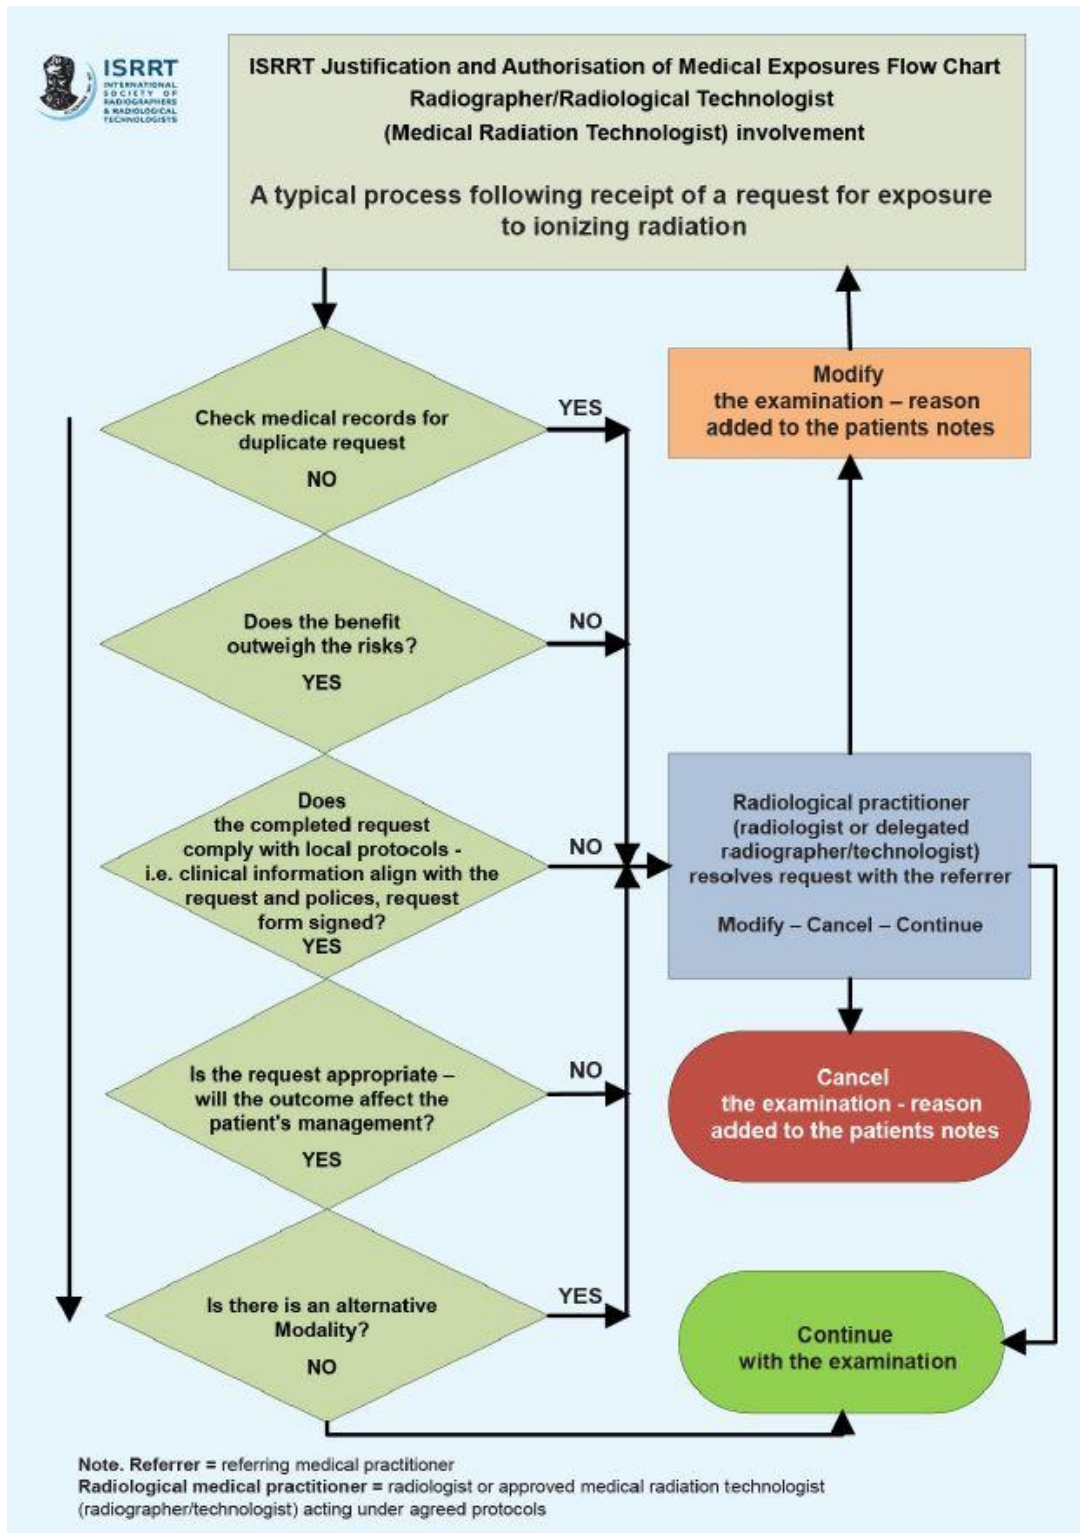 ISRRT
INTERNATIONAL
SOCIETY OF
RADIOGRAPHERS
& RADIOLOGICAL
TECHNOLOGISTS
ISRRT Justification and Authorisation of Medical Exposures Flow Chart
Radiographer/Radiological Technologist
(Medical Radiation Technologist) involvement
A typical process following receipt of a request for exposure
to ionizing radiation
Check medical records for
duplicate request
NO
YES
Modify
the examination – reason
added to the patients notes
Does the benefit
outweigh the risks?
YES
NO
Does
the completed request
comply with local protocols -
i.e. clinical information align with the
request and polices, request
form signed?
YES
NO
Radiological practitioner
(radiologist or delegated
radiographer/technologist)
resolves request with the referrer
Modify – Cancel – Continue
Is the request appropriate –
will the outcome affect the
patient's management?
YES
NO
Cancel
the examination - reason
added to the patients notes
Is there is an alternative
Modality?
NO
YES
Continue
with the examination
Note. Referrer = referring medical practitioner
Radiological medical practitioner = radiologist or approved medical radiation technologist
(radiographer/technologist) acting under agreed protocols